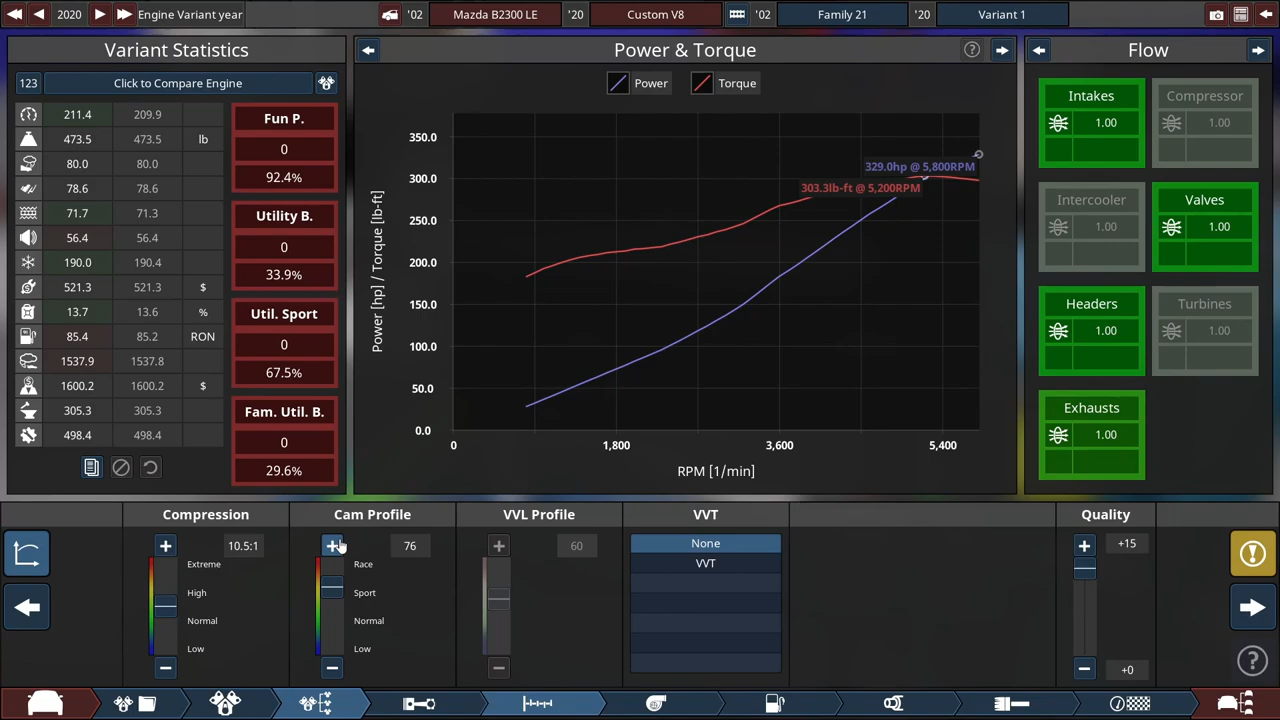 2020 Engine Variant year '02 Mazda B2300 LE '20 Custom V8 '02 Family 21 '20 Variant 1
Variant Statistics
123 Click to Compare Engine
211.4 209.9
473.5 473.5 lb
80.0 80.0
78.6 78.6
71.7 71.3
56.4 56.4
190.0 190.4
521.3 521.3 $
13.7 13.6 %
85.4 85.2 RON
1537.9 1537.8
1600.2 1600.2 $
305.3 305.3
498.4 498.4
Fun P.
0
92.4%
Utility B.
0
33.9%
Util. Sport
0
67.5%
Fam. Util. B.
0
29.6%
Power & Torque
?
Power Torque
Power [hp] / Torque [lb-ft]
350.0
300.0
250.0
200.0
150.0
100.0
50.0
0.0
329.0hp @ 5,800RPM
303.3lb-ft @ 5,200RPM
0 1,800 3,600 5,400
RPM [1/min]
Flow
Intakes
1.00
Compressor
1.00
Intercooler
1.00
Valves
1.00
Headers
1.00
Turbines
1.00
Exhausts
1.00
Compression
+ 10.5:1
Extreme
High
Normal
Low
−
Cam Profile
+ 76
Race
Sport
Normal
Low
−
VVL Profile
+ 60
−
VVT
None
VVT
Quality
+ +15
− +0
!
?